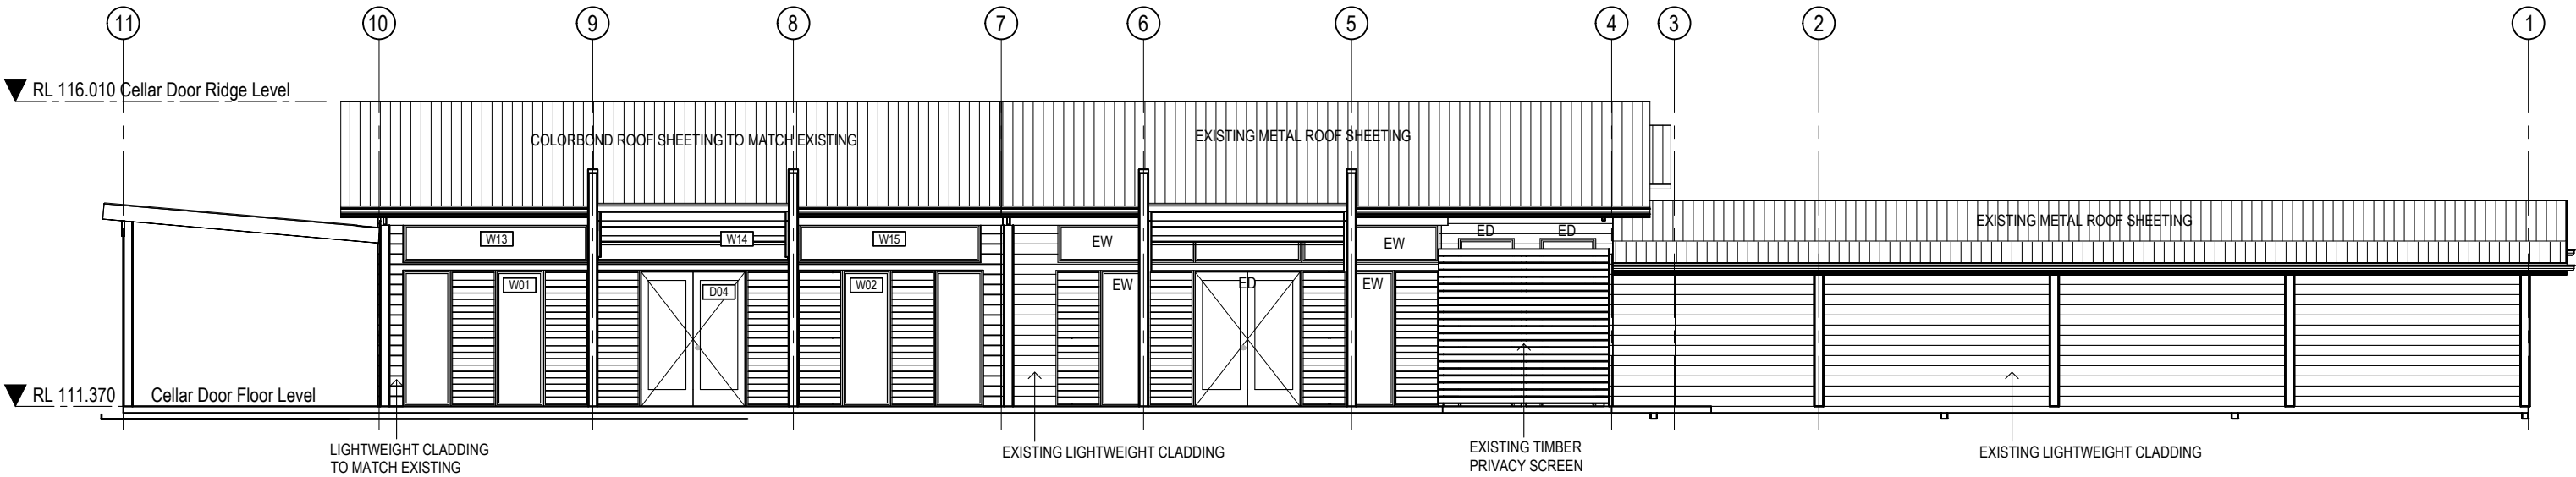 11 10 9 8 7 6 5 4 3 2 1
RL 116.010 Cellar Door Ridge Level
COLORBOND ROOF SHEETING TO MATCH EXISTING
EXISTING METAL ROOF SHEETING
EXISTING METAL ROOF SHEETING
W13
W14
W15
EW
EW
ED
ED
W01
D04
W02
EW
ED
EW
RL 111.370 Cellar Door Floor Level
LIGHTWEIGHT CLADDING
TO MATCH EXISTING
EXISTING LIGHTWEIGHT CLADDING
EXISTING TIMBER
PRIVACY SCREEN
EXISTING LIGHTWEIGHT CLADDING